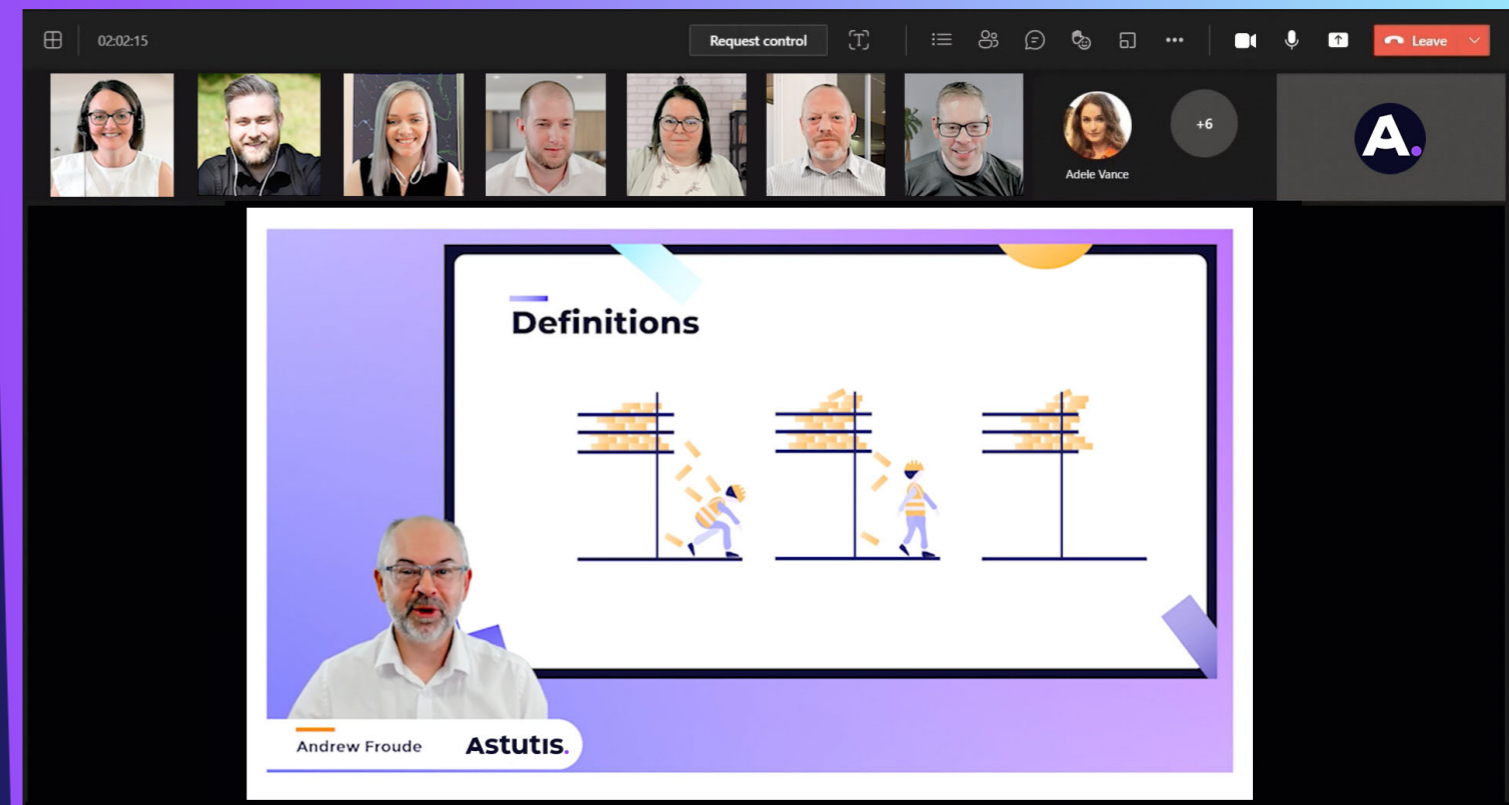 02:02:15
Request control
Leave
Adele Vance
+6
A.
Definitions
Andrew Froude
Astutis.